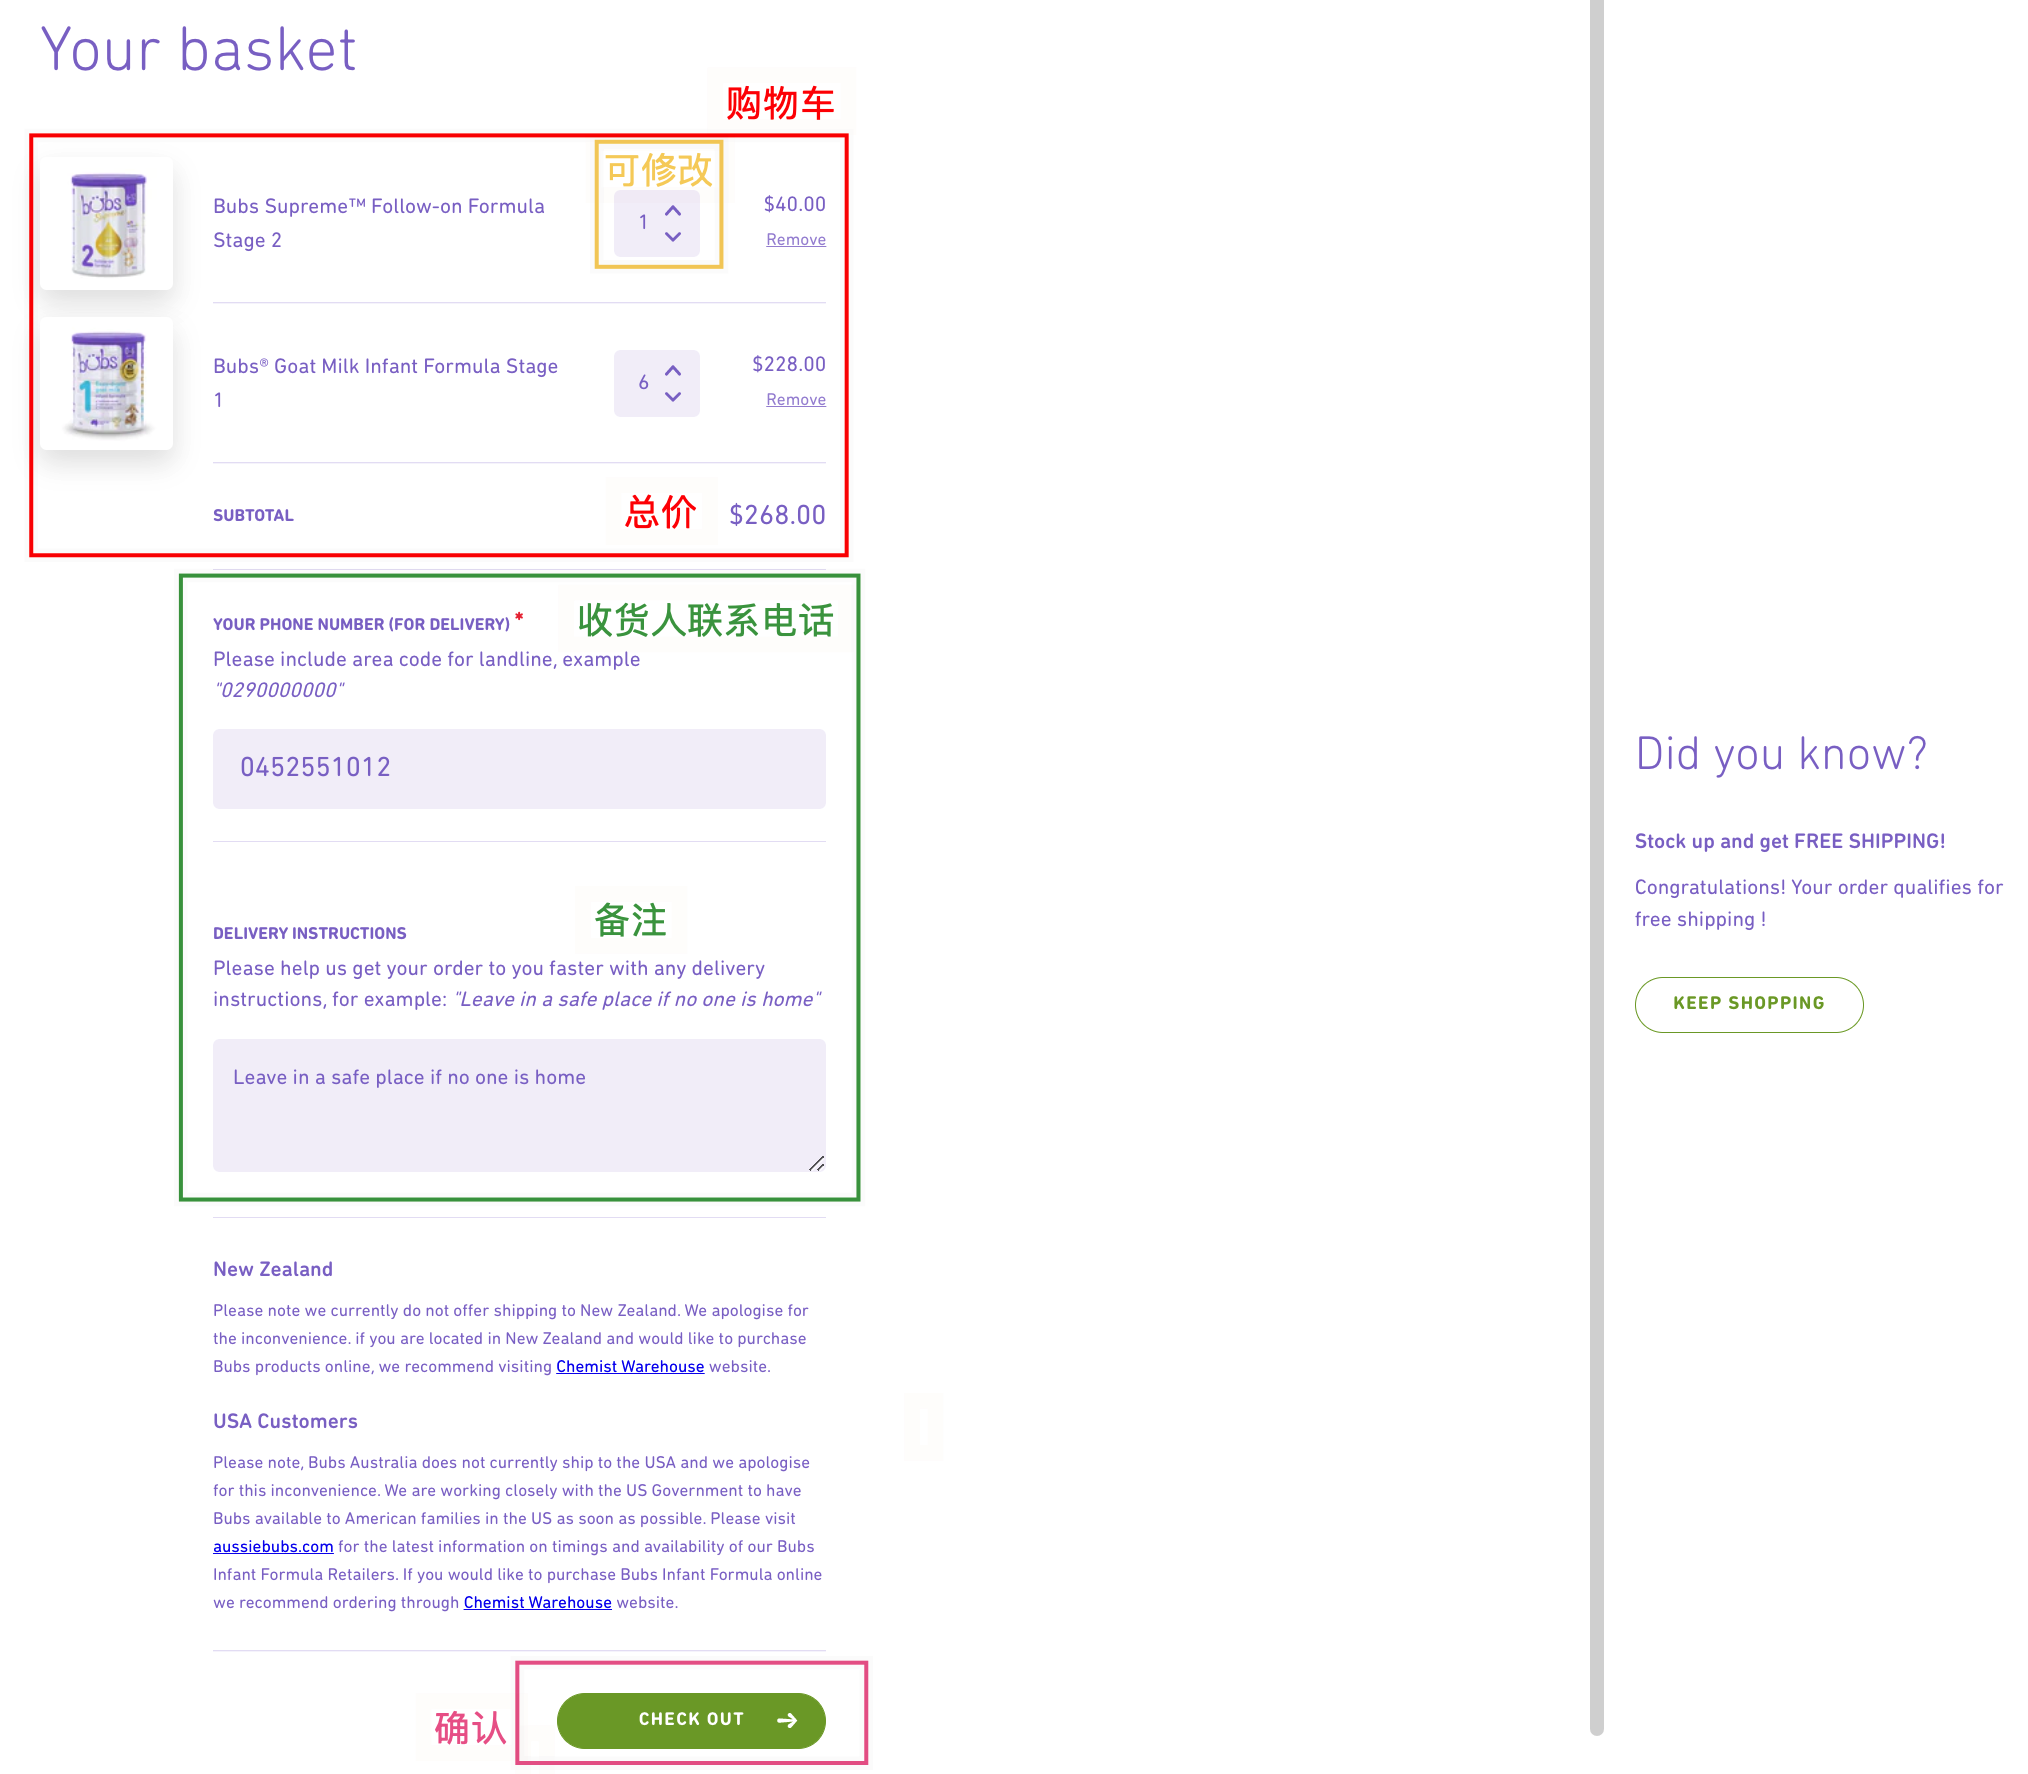 Your basket
购物车
可修改
bübs
Supreme
2
Bubs Supreme™ Follow-on Formula
Stage 2
1
$40.00
Remove
bübs
1
Bubs® Goat Milk Infant Formula Stage
1
6
$228.00
Remove
SUBTOTAL
总价
$268.00
YOUR PHONE NUMBER (FOR DELIVERY) *
收货人联系电话
Please include area code for landline, example
"0290000000"
0452551012
DELIVERY INSTRUCTIONS
备注
Please help us get your order to you faster with any delivery
instructions, for example: "Leave in a safe place if no one is home"
Leave in a safe place if no one is home
New Zealand
Please note we currently do not offer shipping to New Zealand. We apologise for
the inconvenience. if you are located in New Zealand and would like to purchase
Bubs products online, we recommend visiting Chemist Warehouse website.
USA Customers
Please note, Bubs Australia does not currently ship to the USA and we apologise
for this inconvenience. We are working closely with the US Government to have
Bubs available to American families in the US as soon as possible. Please visit
aussiebubs.com for the latest information on timings and availability of our Bubs
Infant Formula Retailers. If you would like to purchase Bubs Infant Formula online
we recommend ordering through Chemist Warehouse website.
确认
CHECK OUT
Did you know?
Stock up and get FREE SHIPPING!
Congratulations! Your order qualifies for
free shipping !
KEEP SHOPPING